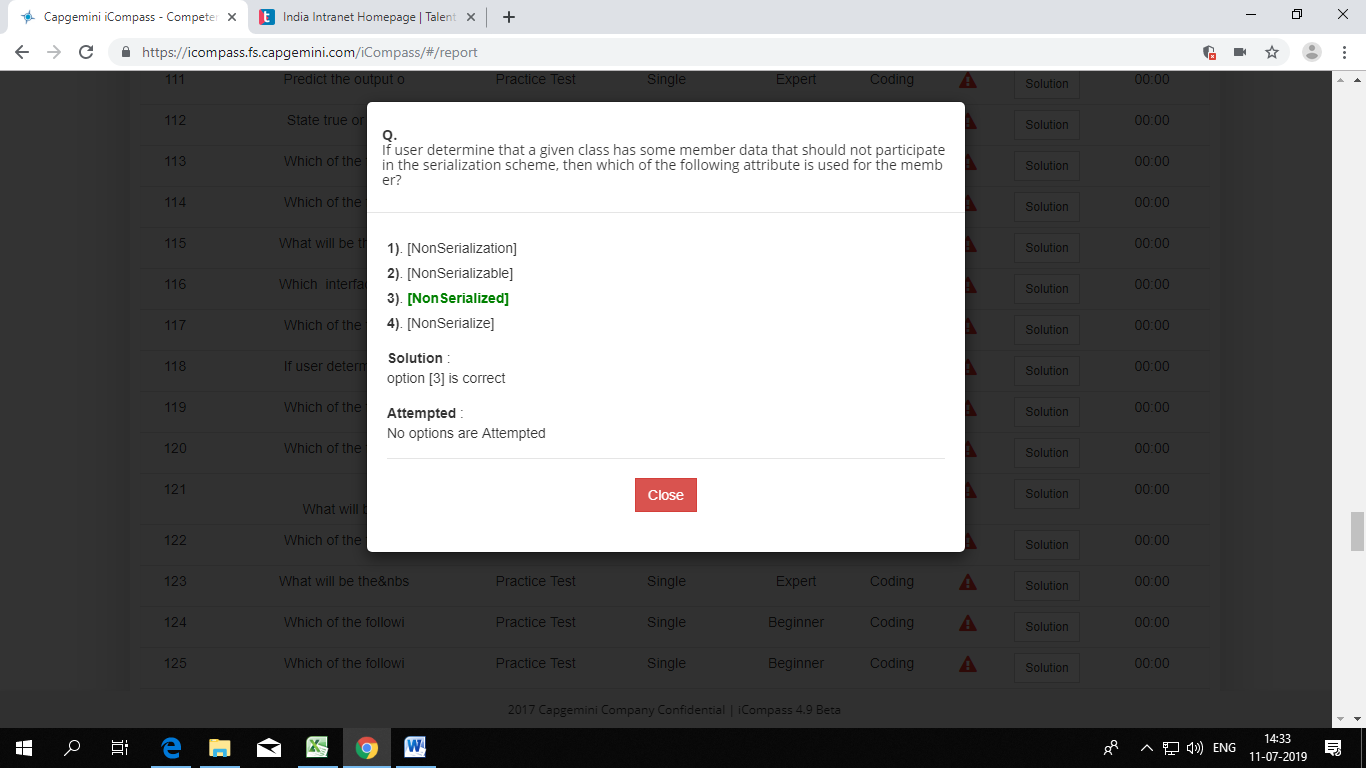 Capgemini iCompass - Competer
India Intranet Homepage | Talent
https://icompass.fs.capgemini.com/iCompass/#/report
111 Predict the output o Practice Test Single Expert Coding Solution 00:00
112 State true or Solution 00:00
113 Which of the Solution 00:00
114 Which of the Solution 00:00
115 What will be th Solution 00:00
116 Which interfa Solution 00:00
117 Which of the Solution 00:00
118 If user determ Solution 00:00
119 Which of the Solution 00:00
120 Which of the Solution 00:00
121 What will b Solution 00:00
122 Which of the Solution 00:00
123 What will be the&nbs Practice Test Single Expert Coding Solution 00:00
124 Which of the followi Practice Test Single Beginner Coding Solution 00:00
125 Which of the followi Practice Test Single Beginner Coding Solution 00:00
Q.
If user determine that a given class has some member data that should not participate
in the serialization scheme, then which of the following attribute is used for the memb
er?
1). [NonSerialization]
2). [NonSerializable]
3). [NonSerialized]
4). [NonSerialize]
Solution :
option [3] is correct
Attempted :
No options are Attempted
Close
2017 Capgemini Company Confidential | iCompass 4.9 Beta
ENG
14:33
11-07-2019